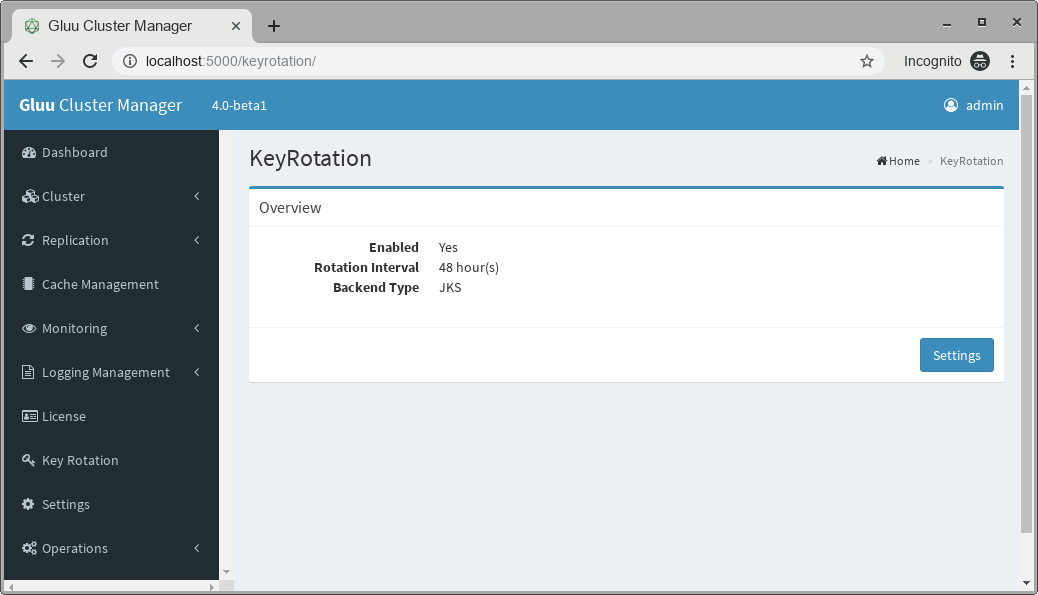 Gluu Cluster Manager
localhost:5000/keyrotation/
Incognito
Gluu Cluster Manager 4.0-beta1 admin
Dashboard
Cluster
Replication
Cache Management
Monitoring
Logging Management
License
Key Rotation
Settings
Operations
KeyRotation
Home > KeyRotation
Overview
Enabled Yes
Rotation Interval 48 hour(s)
Backend Type JKS
Settings